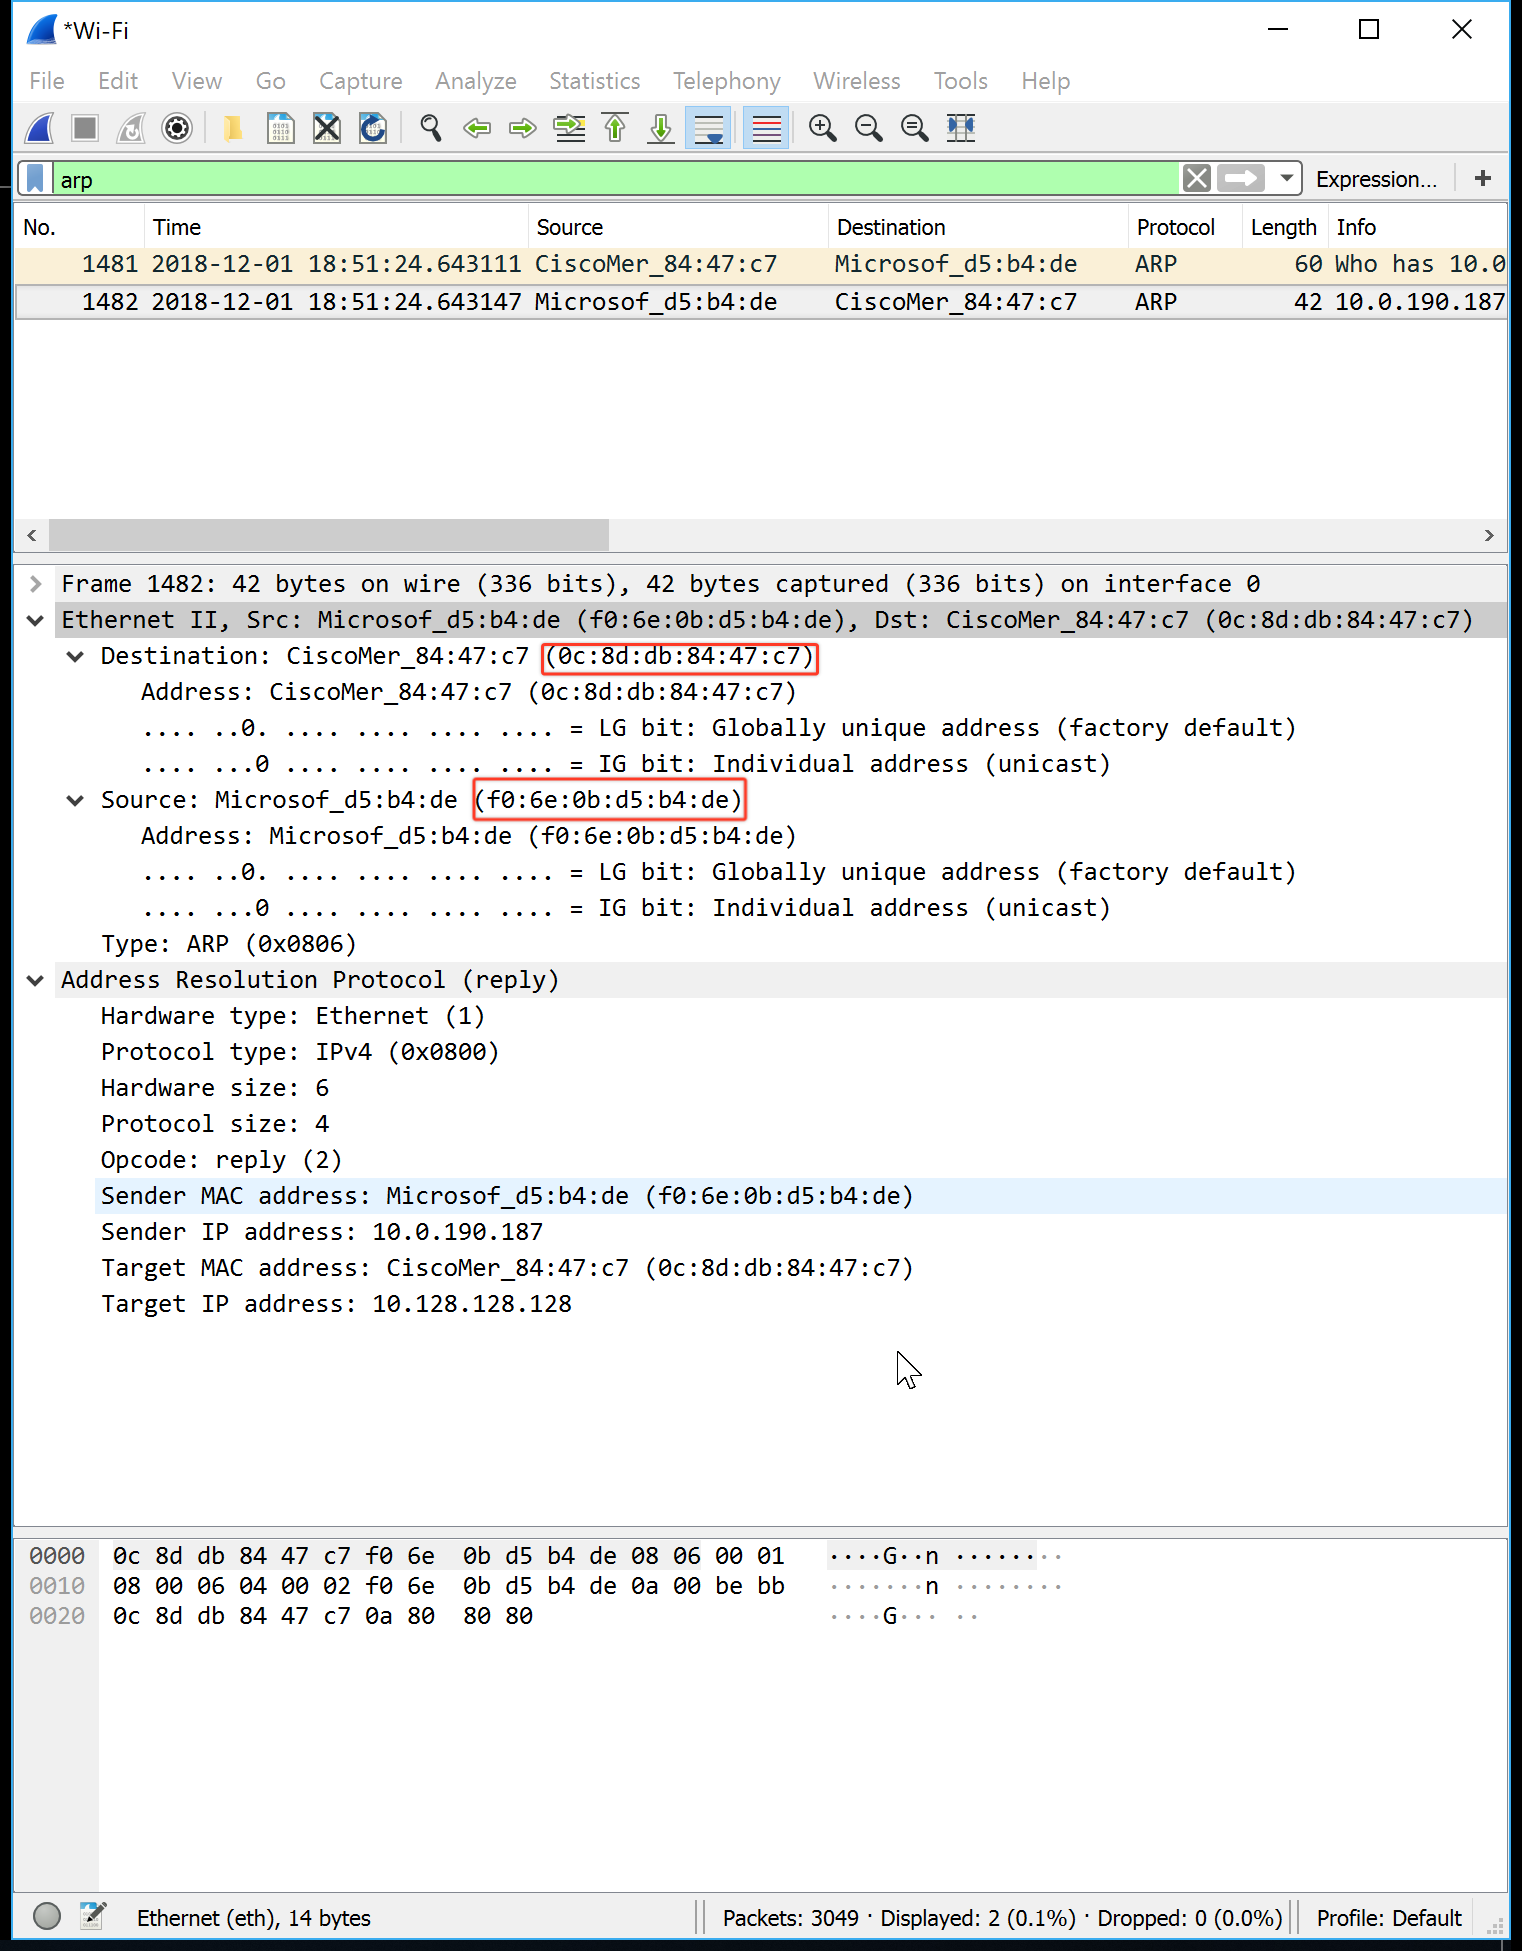 *Wi-Fi
File Edit View Go Capture Analyze Statistics Telephony Wireless Tools Help
arp Expression... +
No. Time Source Destination Protocol Length Info
1481 2018-12-01 18:51:24.643111 CiscoMer_84:47:c7 Microsof_d5:b4:de ARP 60 Who has 10.0
1482 2018-12-01 18:51:24.643147 Microsof_d5:b4:de CiscoMer_84:47:c7 ARP 42 10.0.190.187
Frame 1482: 42 bytes on wire (336 bits), 42 bytes captured (336 bits) on interface 0
Ethernet II, Src: Microsof_d5:b4:de (f0:6e:0b:d5:b4:de), Dst: CiscoMer_84:47:c7 (0c:8d:db:84:47:c7)
Destination: CiscoMer_84:47:c7 (0c:8d:db:84:47:c7)
Address: CiscoMer_84:47:c7 (0c:8d:db:84:47:c7)
.... ..0. .... .... .... .... = LG bit: Globally unique address (factory default)
.... ...0 .... .... .... .... = IG bit: Individual address (unicast)
Source: Microsof_d5:b4:de (f0:6e:0b:d5:b4:de)
Address: Microsof_d5:b4:de (f0:6e:0b:d5:b4:de)
.... ..0. .... .... .... .... = LG bit: Globally unique address (factory default)
.... ...0 .... .... .... .... = IG bit: Individual address (unicast)
Type: ARP (0x0806)
Address Resolution Protocol (reply)
Hardware type: Ethernet (1)
Protocol type: IPv4 (0x0800)
Hardware size: 6
Protocol size: 4
Opcode: reply (2)
Sender MAC address: Microsof_d5:b4:de (f0:6e:0b:d5:b4:de)
Sender IP address: 10.0.190.187
Target MAC address: CiscoMer_84:47:c7 (0c:8d:db:84:47:c7)
Target IP address: 10.128.128.128
0000 0c 8d db 84 47 c7 f0 6e 0b d5 b4 de 08 06 00 01 ····G··n ········
0010 08 00 06 04 00 02 f0 6e 0b d5 b4 de 0a 00 be bb ·······n ········
0020 0c 8d db 84 47 c7 0a 80 80 80 ····G··· ··
Ethernet (eth), 14 bytes Packets: 3049 · Displayed: 2 (0.1%) · Dropped: 0 (0.0%) Profile: Default